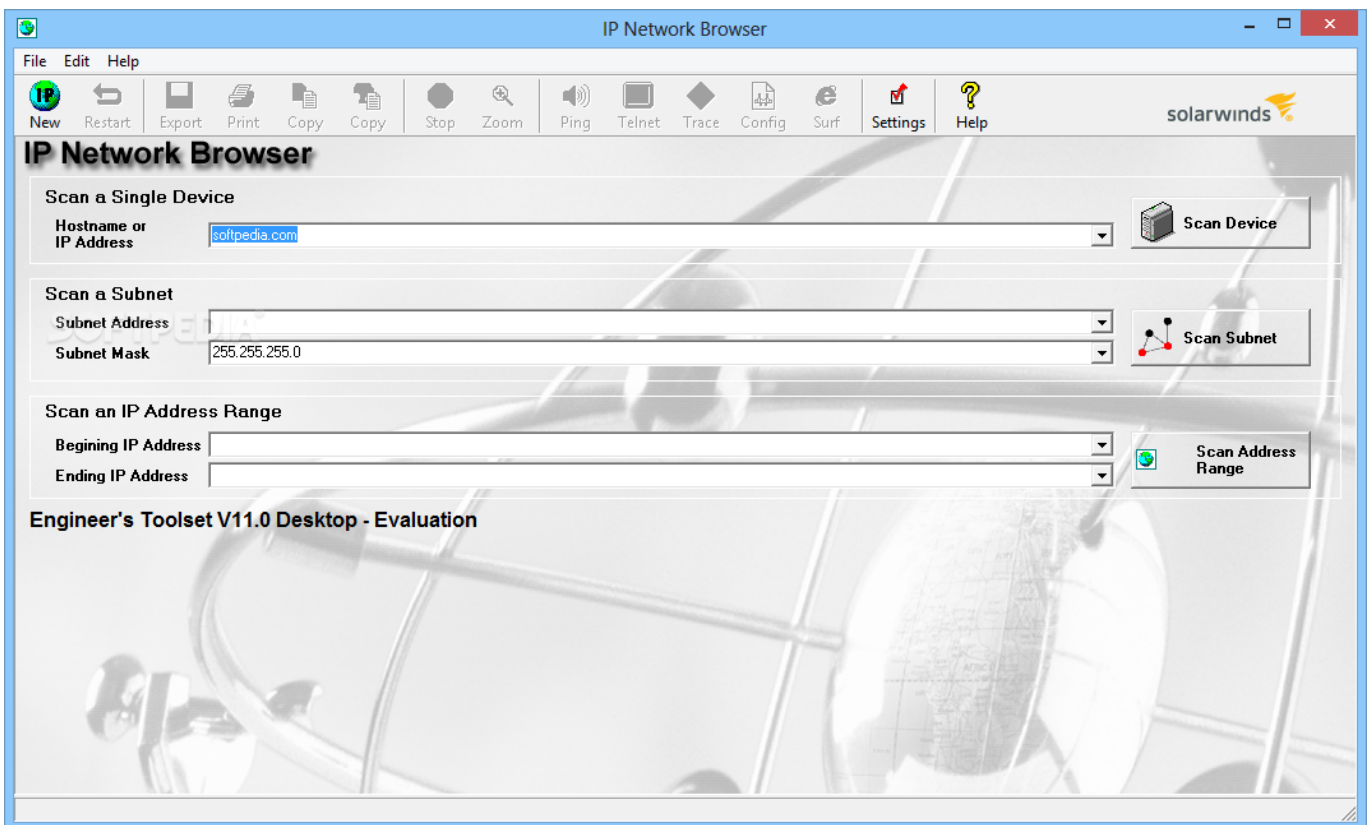 IP Network Browser
File Edit Help
New Restart Export Print Copy Copy Stop Zoom Ping Telnet Trace Config Surf Settings Help
solarwinds
IP Network Browser
Scan a Single Device
Hostname or
IP Address
softpedia.com
Scan Device
Scan a Subnet
SOFTPEDIA
Subnet Address
Subnet Mask
255.255.255.0
Scan Subnet
Scan an IP Address Range
Begining IP Address
Ending IP Address
Scan Address
Range
Engineer's Toolset V11.0 Desktop - Evaluation